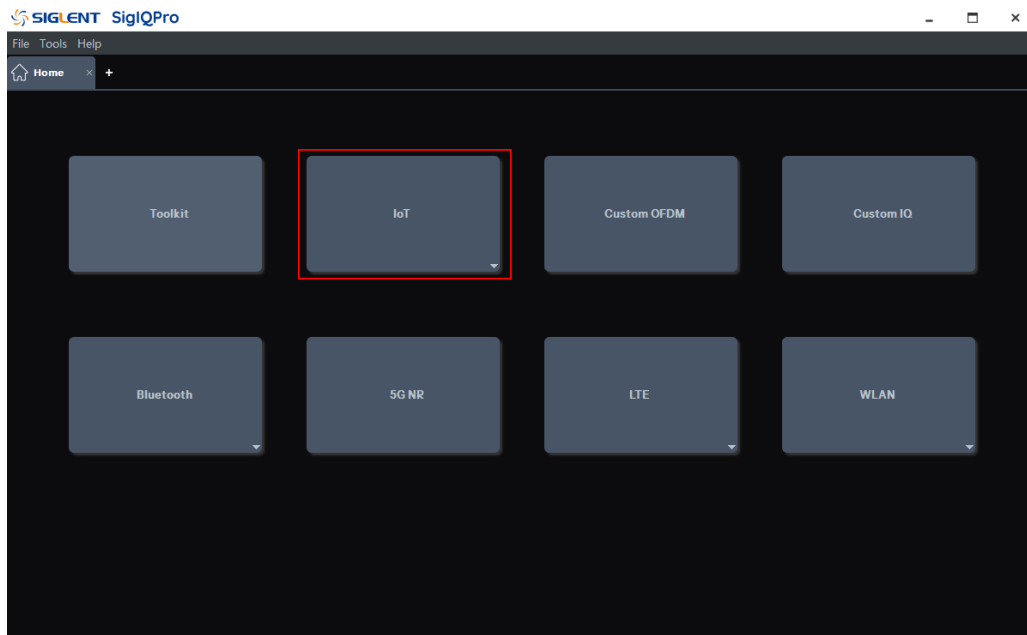 SIGLENT SigIQPro
File Tools Help
Home
Toolkit
IoT
Custom OFDM
Custom IQ
Bluetooth
5G NR
LTE
WLAN